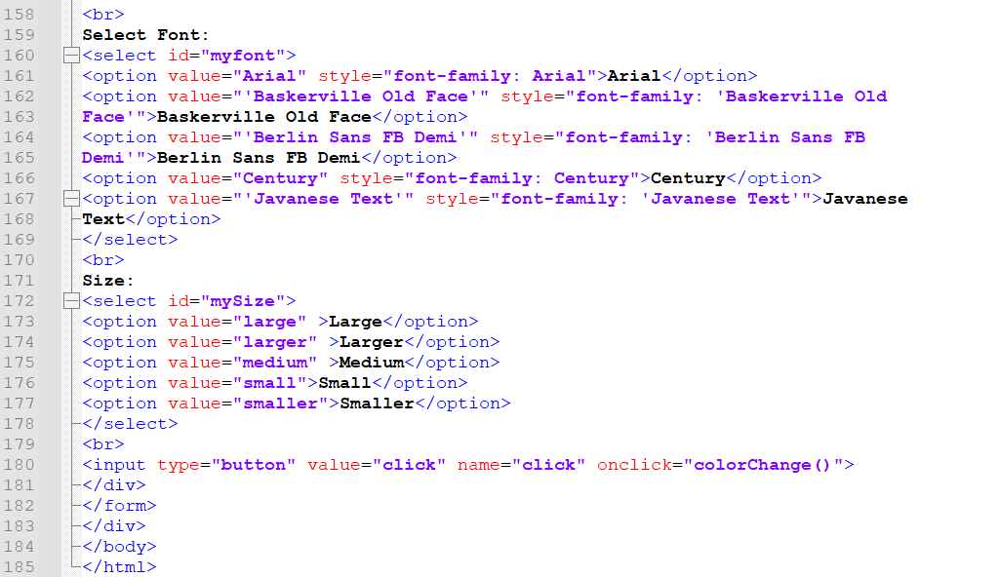 158 <br>
159 Select Font:
160 <select id="myfont">
161 <option value="Arial" style="font-family: Arial">Arial</option>
162 <option value="'Baskerville Old Face'" style="font-family: 'Baskerville Old
163 Face'">Baskerville Old Face</option>
164 <option value="'Berlin Sans FB Demi'" style="font-family: 'Berlin Sans FB
165 Demi'">Berlin Sans FB Demi</option>
166 <option value="Century" style="font-family: Century">Century</option>
167 <option value="'Javanese Text'" style="font-family: 'Javanese Text'">Javanese
168 Text</option>
169 </select>
170 <br>
171 Size:
172 <select id="mySize">
173 <option value="large" >Large</option>
174 <option value="larger" >Larger</option>
175 <option value="medium" >Medium</option>
176 <option value="small">Small</option>
177 <option value="smaller">Smaller</option>
178 </select>
179 <br>
180 <input type="button" value="click" name="click" onclick="colorChange()">
181 </div>
182 </form>
183 </div>
184 </body>
185 </html>